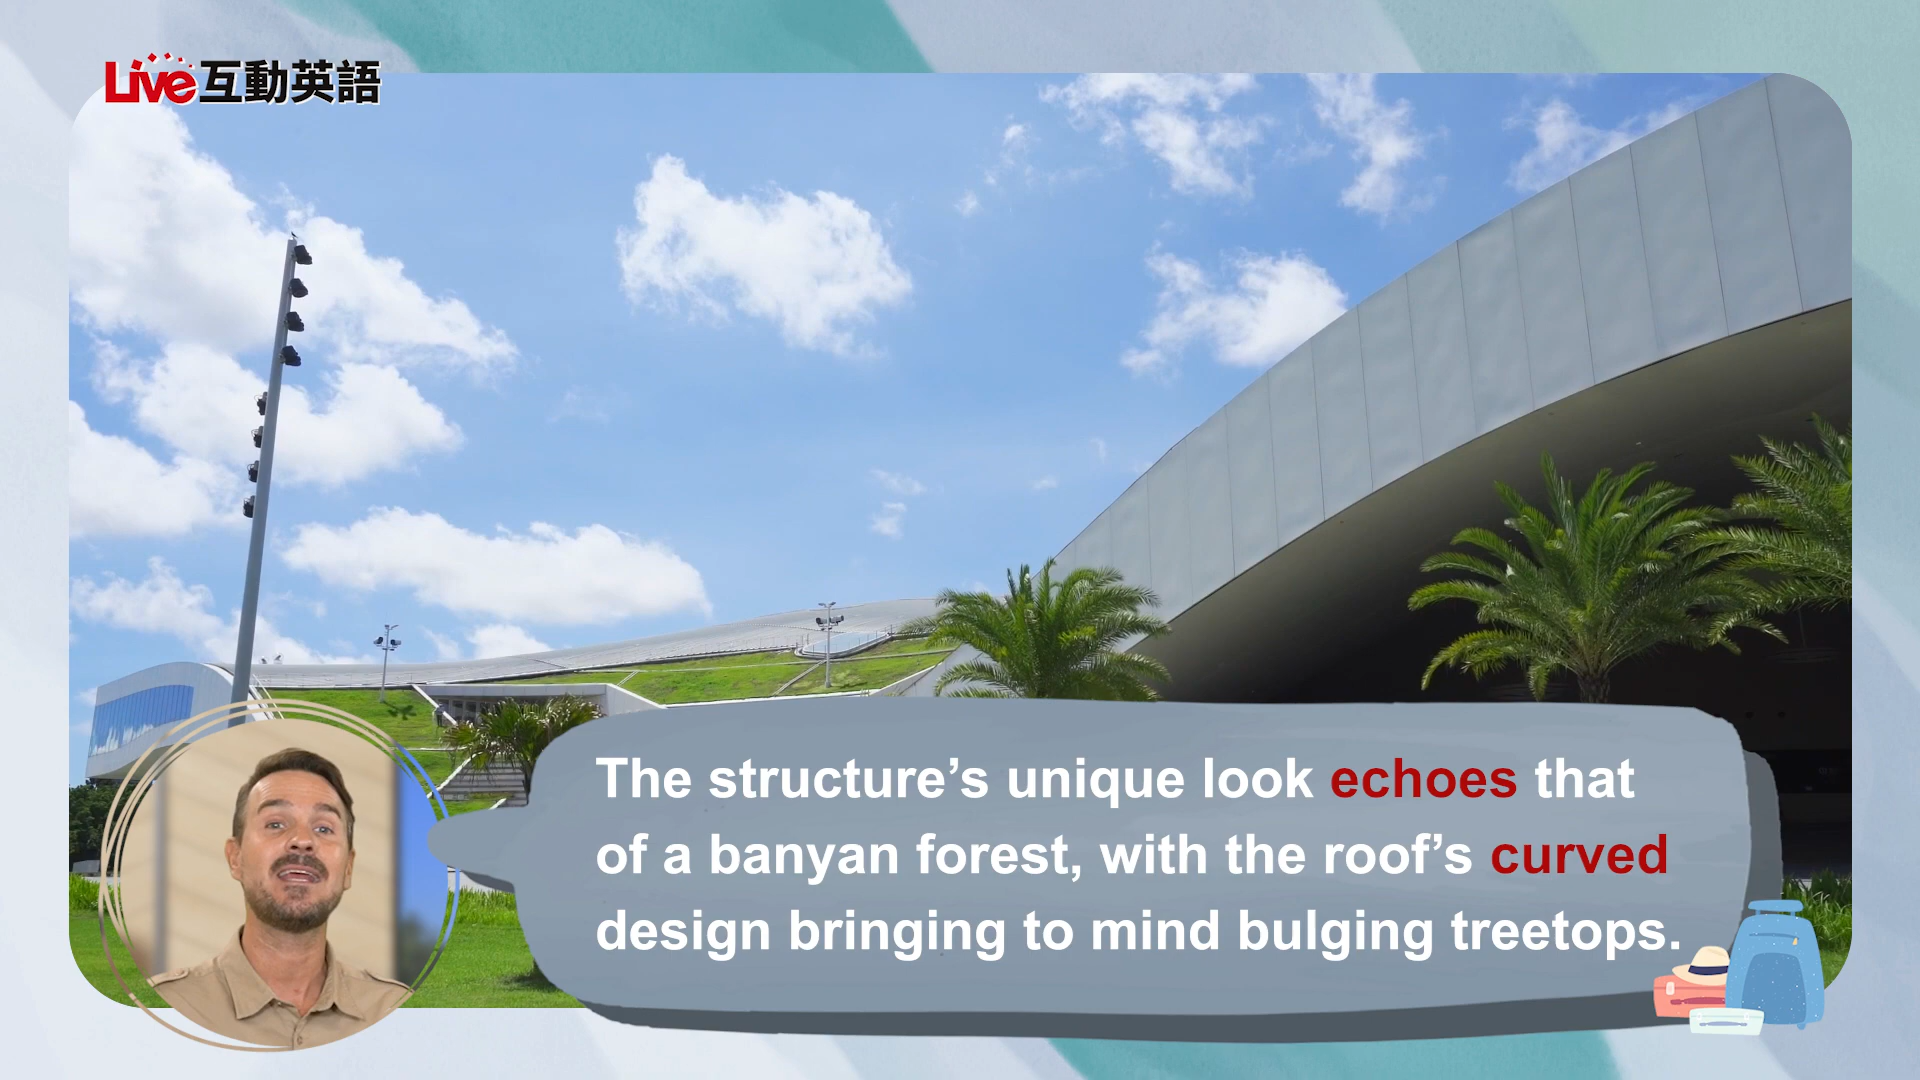 Live互動英語
The structure’s unique look echoes that
of a banyan forest, with the roof’s curved
design bringing to mind bulging treetops.